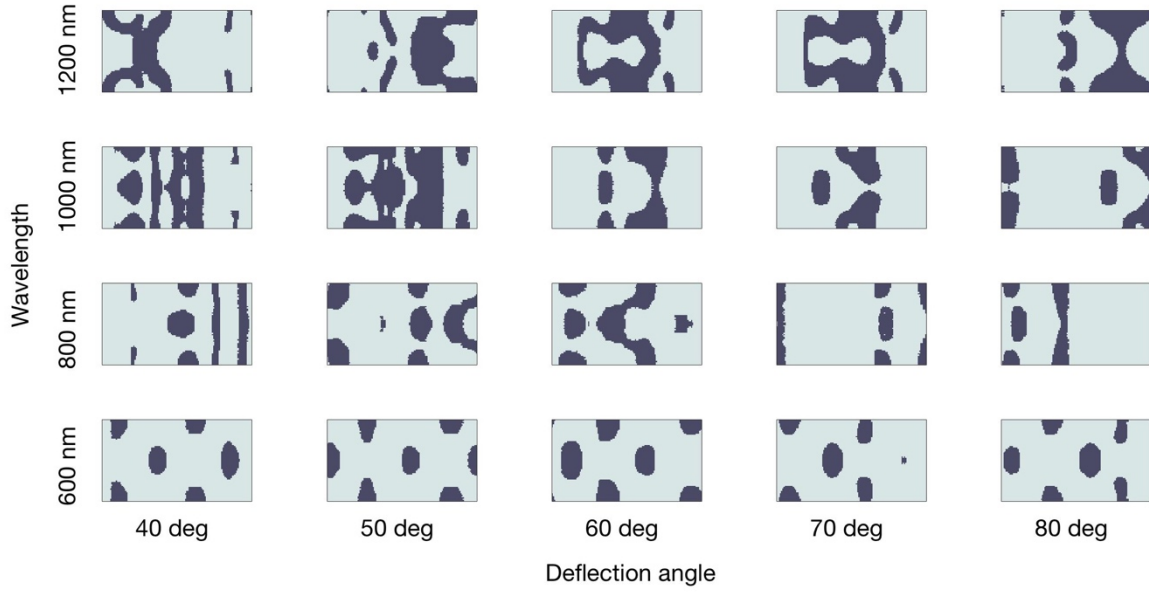 Wavelength
1200 nm
1000 nm
800 nm
600 nm
40 deg
50 deg
60 deg
70 deg
80 deg
Deflection angle